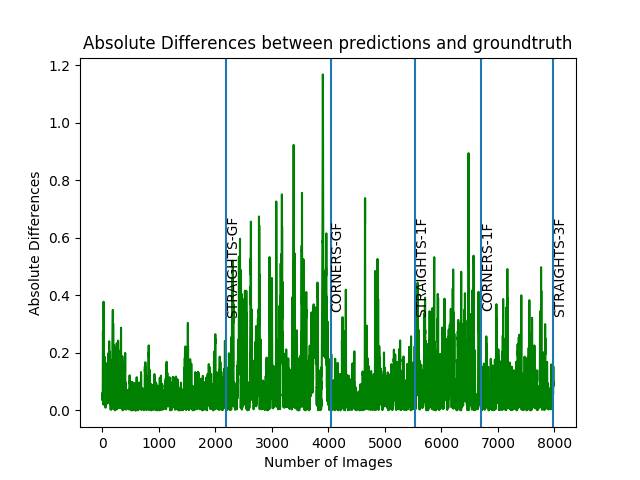 Absolute Differences between predictions and groundtruth
1.2
1.0
0.8
0.6
0.4
0.2
0.0
Absolute Differences
STRAIGHTS-GF
CORNERS-GF
STRAIGHTS-1F
CORNERS-1F
STRAIGHTS-3F
0 1000 2000 3000 4000 5000 6000 7000 8000
Number of Images